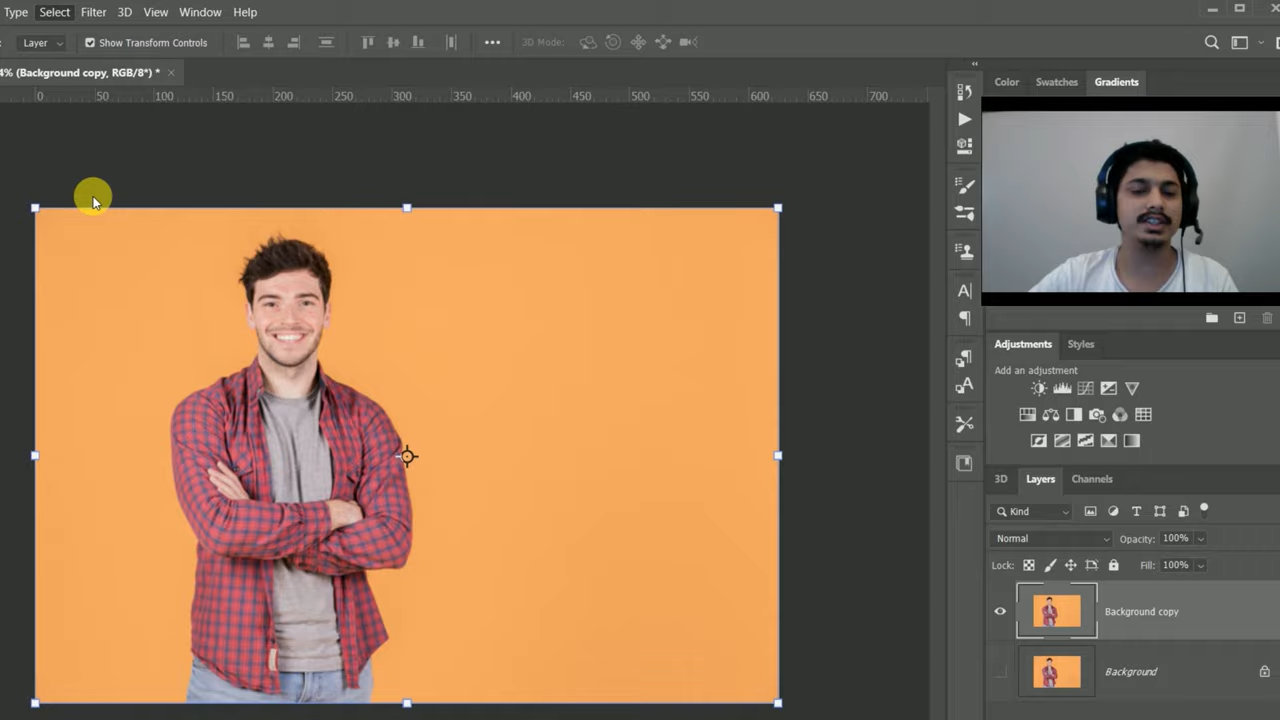 Type Select Filter 3D View Window Help
Layer Show Transform Controls ••• 3D Mode:
4% (Background copy, RGB/8*) * ×
0 50 100 150 200 250 300 350 400 450 500 550 600 650 700
Color Swatches Gradients
Adjustments Styles
Add an adjustment
3D Layers Channels
Kind
Normal Opacity: 100%
Lock: Fill: 100%
Background copy
Background